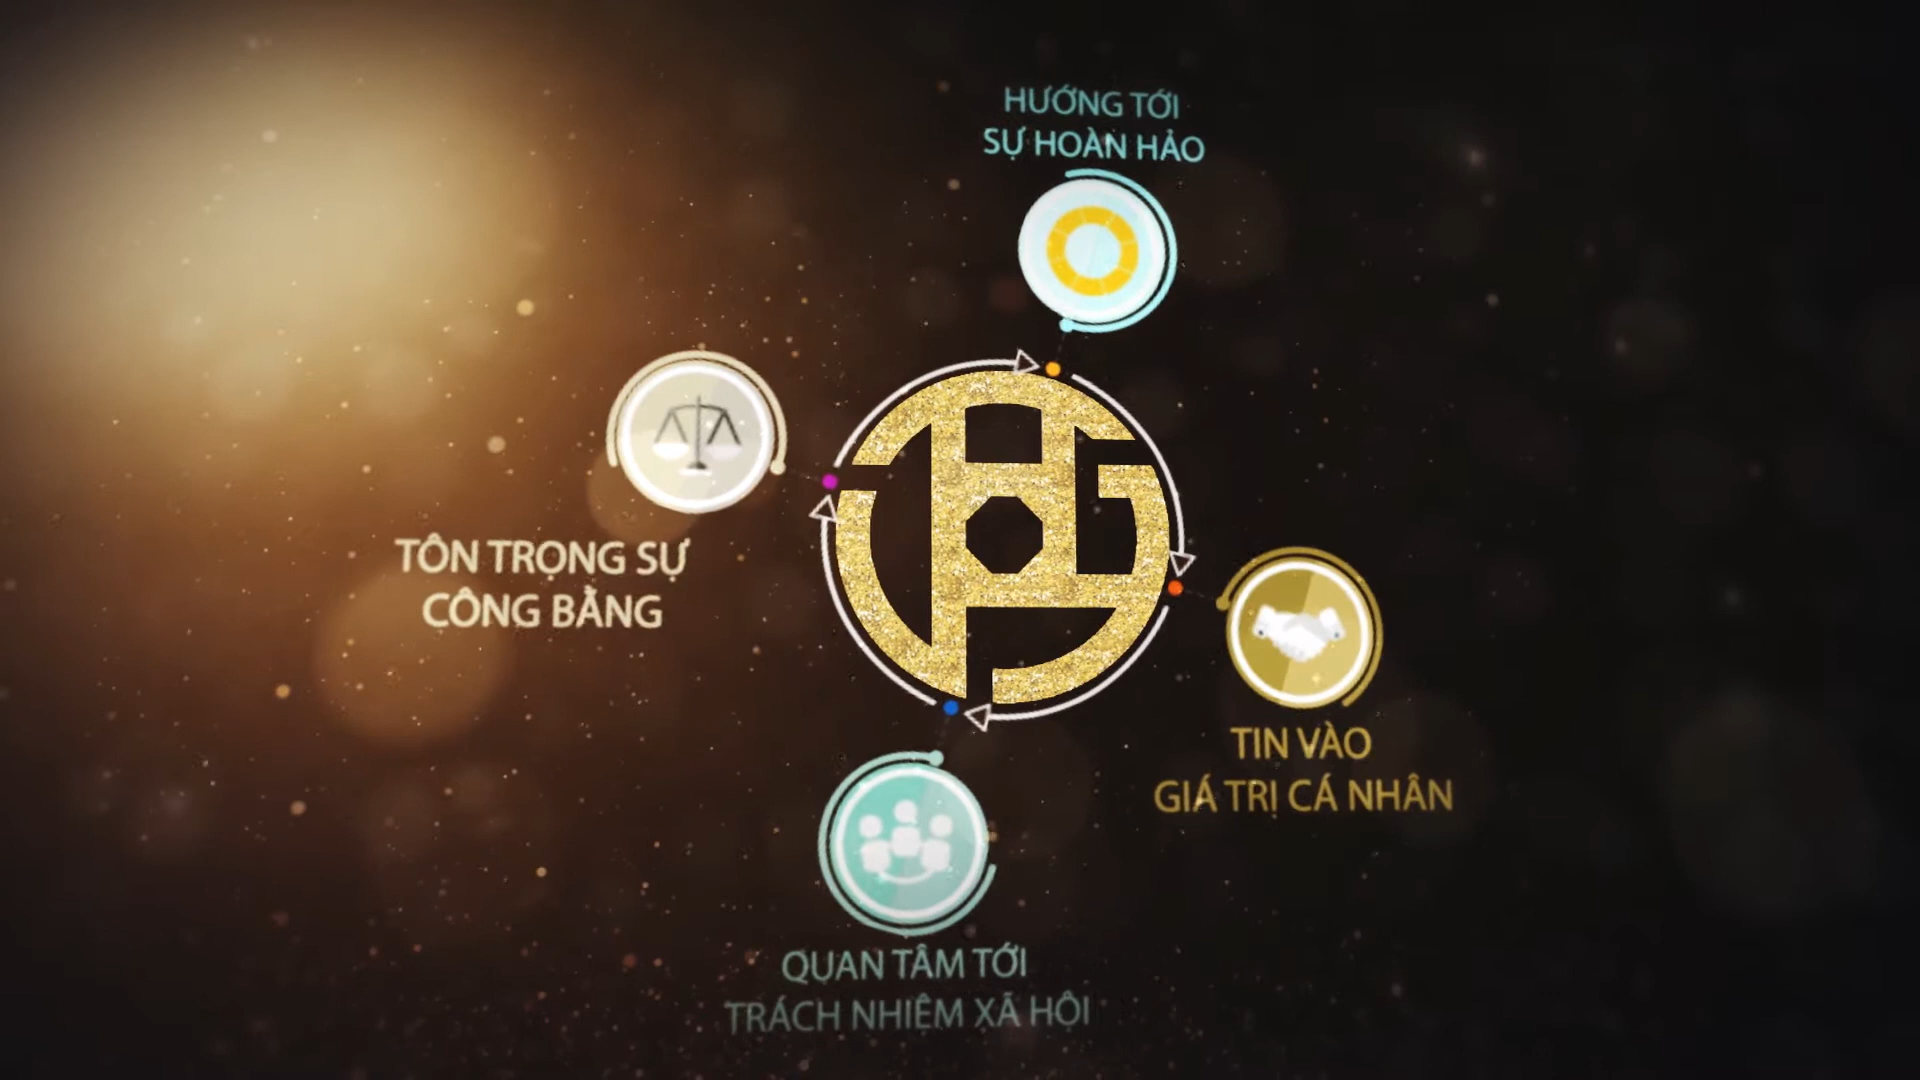 HƯỚNG TỚI
SỰ HOÀN HẢO
TÔN TRỌNG SỰ
CÔNG BẰNG
TIN VÀO
GIÁ TRỊ CÁ NHÂN
QUAN TÂM TỚI
TRÁCH NHIỆM XÃ HỘI